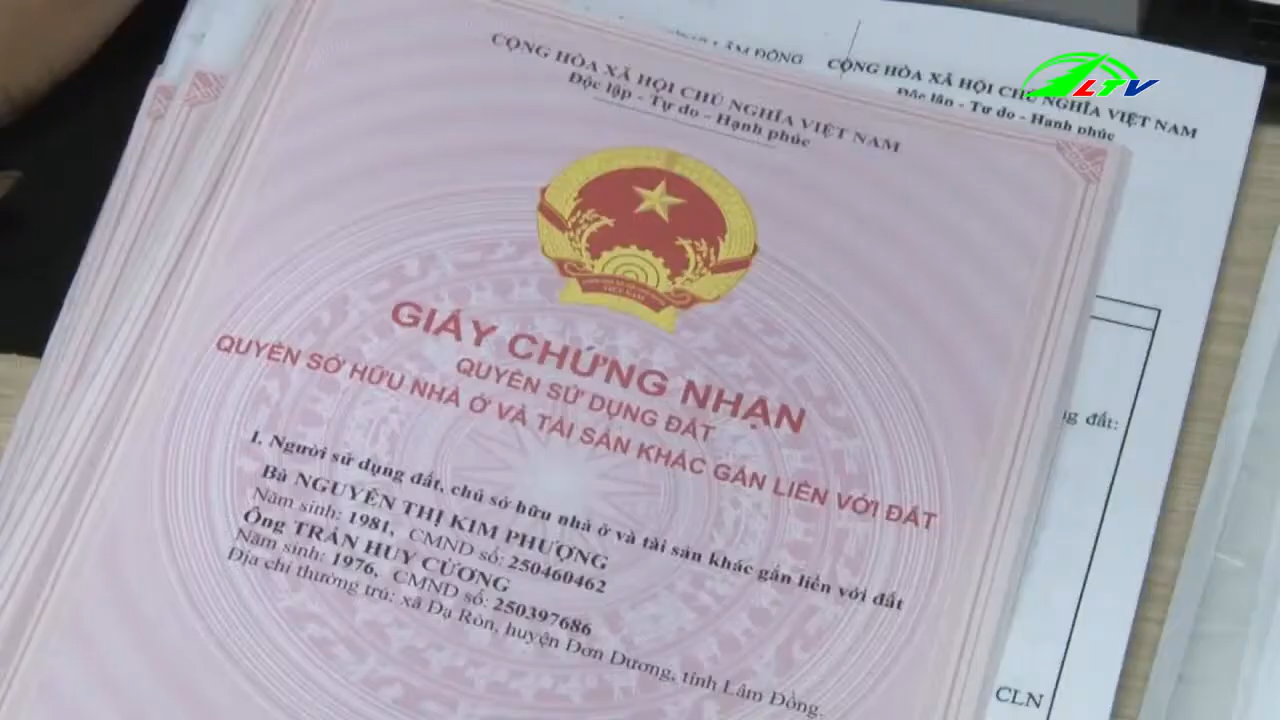 LTV
LÂM ĐỒNG
CỘNG HÒA XÃ HỘI CHỦ NGHĨA VIỆT NAM
Độc lập - Tự do - Hạnh phúc
CỘNG HÒA XÃ HỘI CHỦ NGHĨA VIỆT NAM
Độc lập - Tự do - Hạnh phúc
VIỆT NAM
GIẤY CHỨNG NHẬN
QUYỀN SỬ DỤNG ĐẤT
QUYỀN SỞ HỮU NHÀ Ở VÀ TÀI SẢN KHÁC GẮN LIỀN VỚI ĐẤT
I. Người sử dụng đất, chủ sở hữu nhà ở và tài sản khác gắn liền với đất
Bà NGUYỄN THỊ KIM PHƯỢNG
Năm sinh: 1981, CMND số: 250460462
Ông TRẦN HUY CƯỜNG
Năm sinh: 1976, CMND số: 250397686
Địa chỉ thường trú: xã Đạ Ròn, huyện Đơn Dương, tỉnh Lâm Đồng.
đất:
CLN